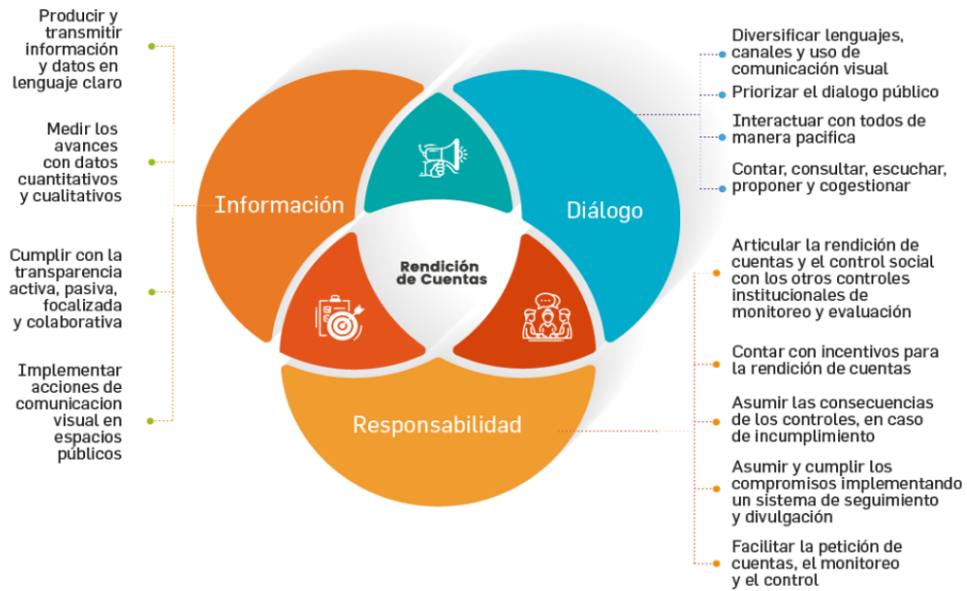 Producir y
transmitir
información
y datos en
lenguaje claro
Medir los
avances
con datos
cuantitativos
y cualitativos
Cumplir con la
transparencia
activa, pasiva,
focalizada
y colaborativa
Implementar
acciones de
comunicacion
visual en
espacios
públicos
Información
Diálogo
Rendición
de Cuentas
Responsabilidad
Diversificar lenguajes,
canales y uso de
comunicación visual
Priorizar el dialogo público
Interactuar con todos de
manera pacifica
Contar, consultar, escuchar,
proponer y cogestionar
Articular la rendición de
cuentas y el control social
con los otros controles
institucionales de
monitoreo y evaluación
Contar con incentivos para
la rendición de cuentas
Asumir las consecuencias
de los controles, en caso
de incumplimiento
Asumir y cumplir los
compromisos implementando
un sistema de seguimiento
y divulgación
Facilitar la petición de
cuentas, el monitoreo
y el control